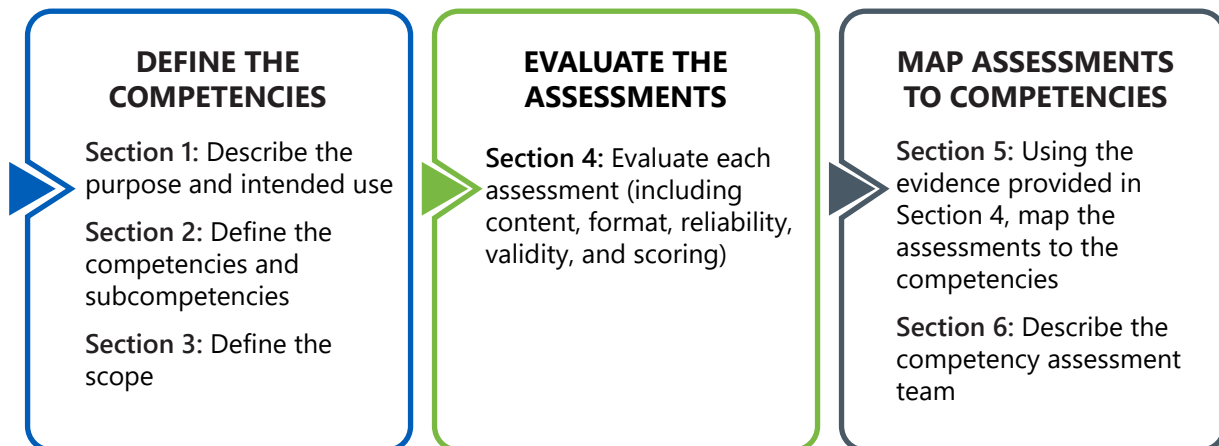 DEFINE THE
COMPETENCIES
Section 1: Describe the
purpose and intended use
Section 2: Define the
competencies and
subcompetencies
Section 3: Define the
scope
EVALUATE THE
ASSESSMENTS
Section 4: Evaluate each
assessment (including
content, format, reliability,
validity, and scoring)
MAP ASSESSMENTS
TO COMPETENCIES
Section 5: Using the
evidence provided in
Section 4, map the
assessments to the
competencies
Section 6: Describe the
competency assessment
team